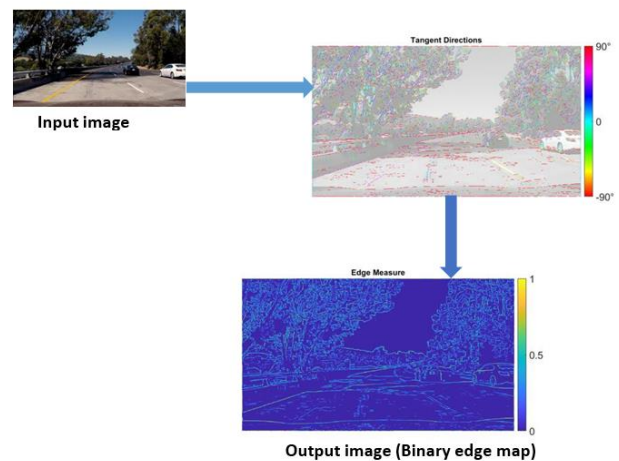 Input image
Tangent Directions
90°
0
-90°
Edge Measure
1
0.5
0
Output image (Binary edge map)